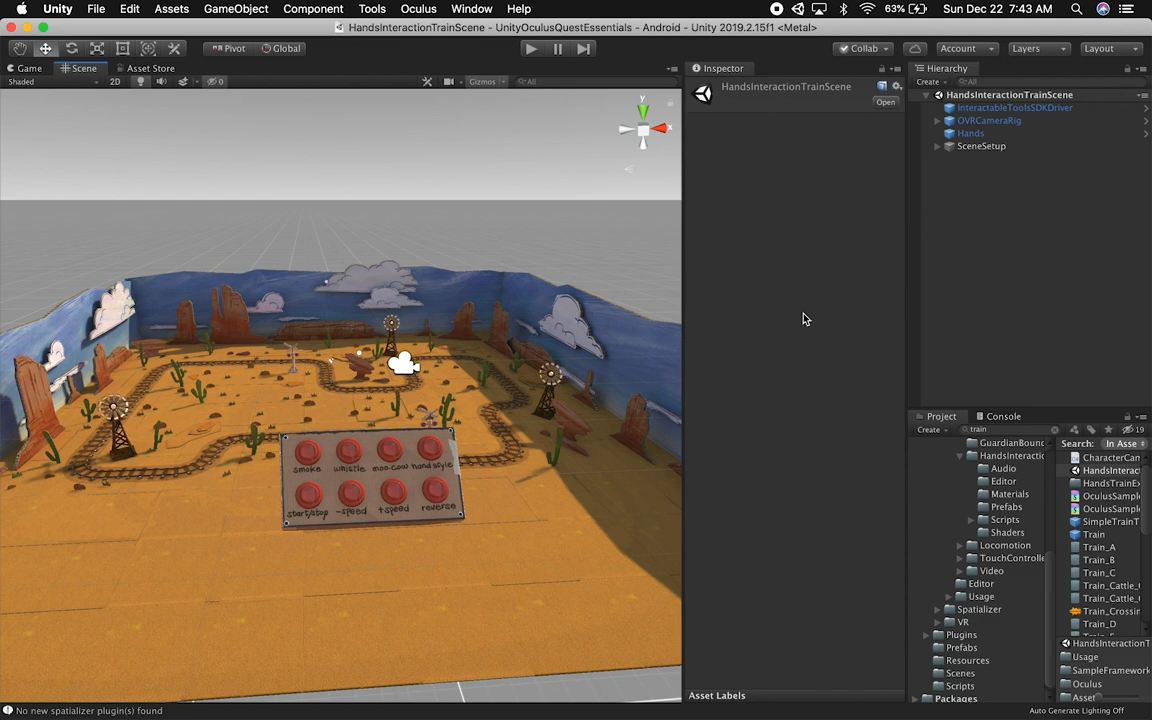 Unity File Edit Assets GameObject Component Tools Oculus Window Help 63% Sun Dec 22 7:43 AM
HandsInteractionTrainScene - UnityOculusQuestEssentials - Android - Unity 2019.2.15f1 <Metal>
Pivot Global Collab Account Layers Layout
Game Scene Asset Store Inspector Hierarchy
Shaded 2D 0 Gizmos All
Create All
HandsInteractionTrainScene
Open
HandsInteractionTrainScene
InteractableToolsSDKDriver
OVRCameraRig
Hands
SceneSetup
y
x
smoke whistle moo-cow hand style
start/stop -speed +speed reverse
Asset Labels
Project Console
Create train 19
Search: In Asse
GuardianBound
HandsInteractio
Audio
Editor
Materials
Prefabs
Scripts
Shaders
Locomotion
TouchControlle
Video
Editor
Usage
Spatializer
VR
Plugins
Prefabs
Resources
Scenes
Scripts
Packages
CharacterCam
HandsInterac
HandsTrainEx
OculusSampl
OculusSampl
SimpleTrainT
Train
Train_A
Train_B
Train_C
Train_Cattle_
Train_Cattle_
Train_Crossin
Train_D
HandsInteractionT
Usage
SampleFramework
Oculus
Asset
No new spatializer plugin(s) found
Auto Generate Lighting Off